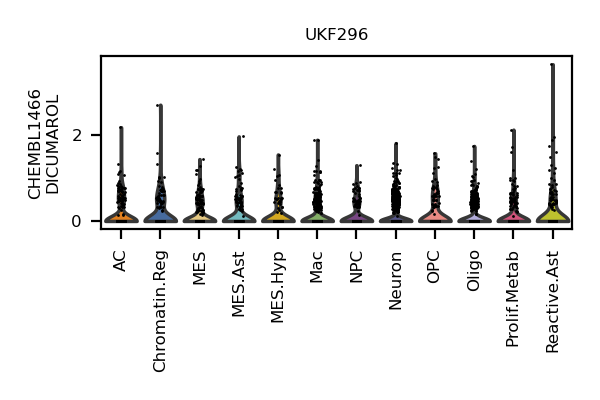 UKF296
CHEMBL1466
DICUMAROL
2
0
AC
Chromatin.Reg
MES
MES.Ast
MES.Hyp
Mac
NPC
Neuron
OPC
Oligo
Prolif.Metab
Reactive.Ast